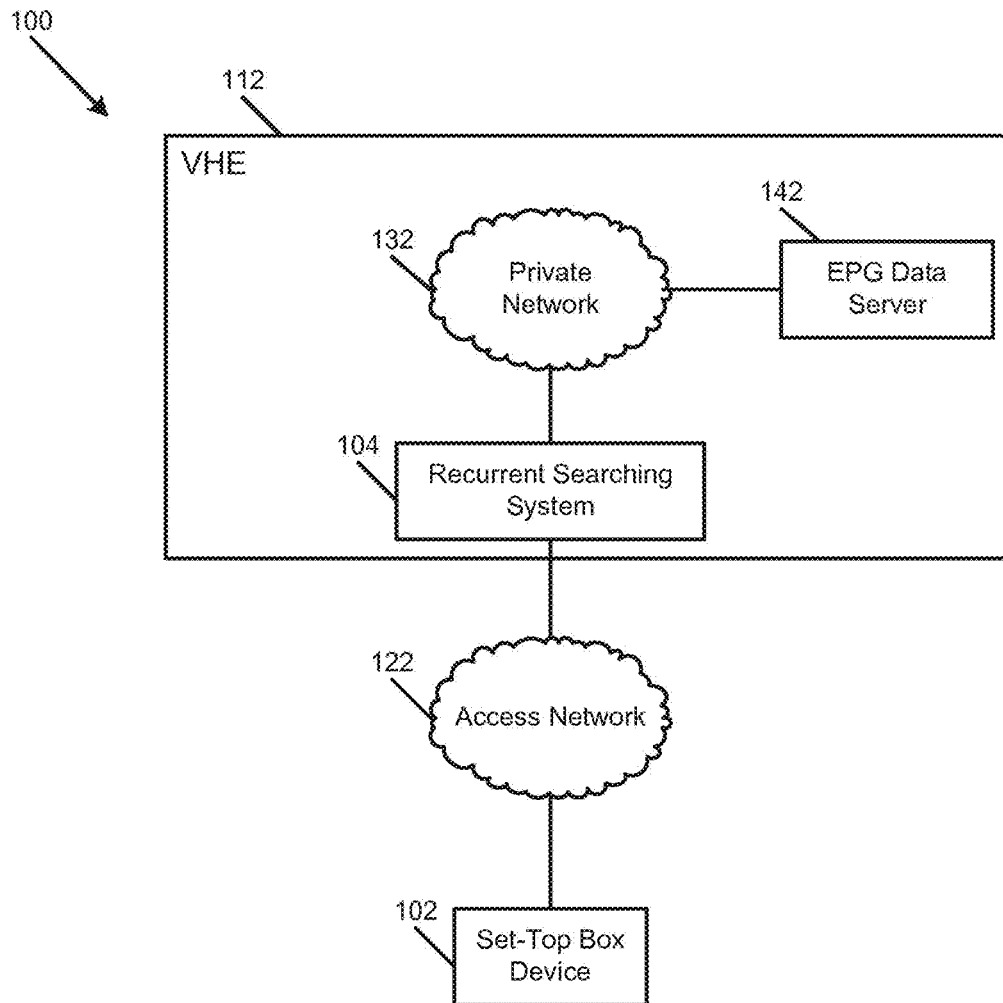 100
112
VHE
142
132
Private
Network
EPG Data
Server
104
Recurrent Searching
System
122
Access Network
102
Set-Top Box
Device